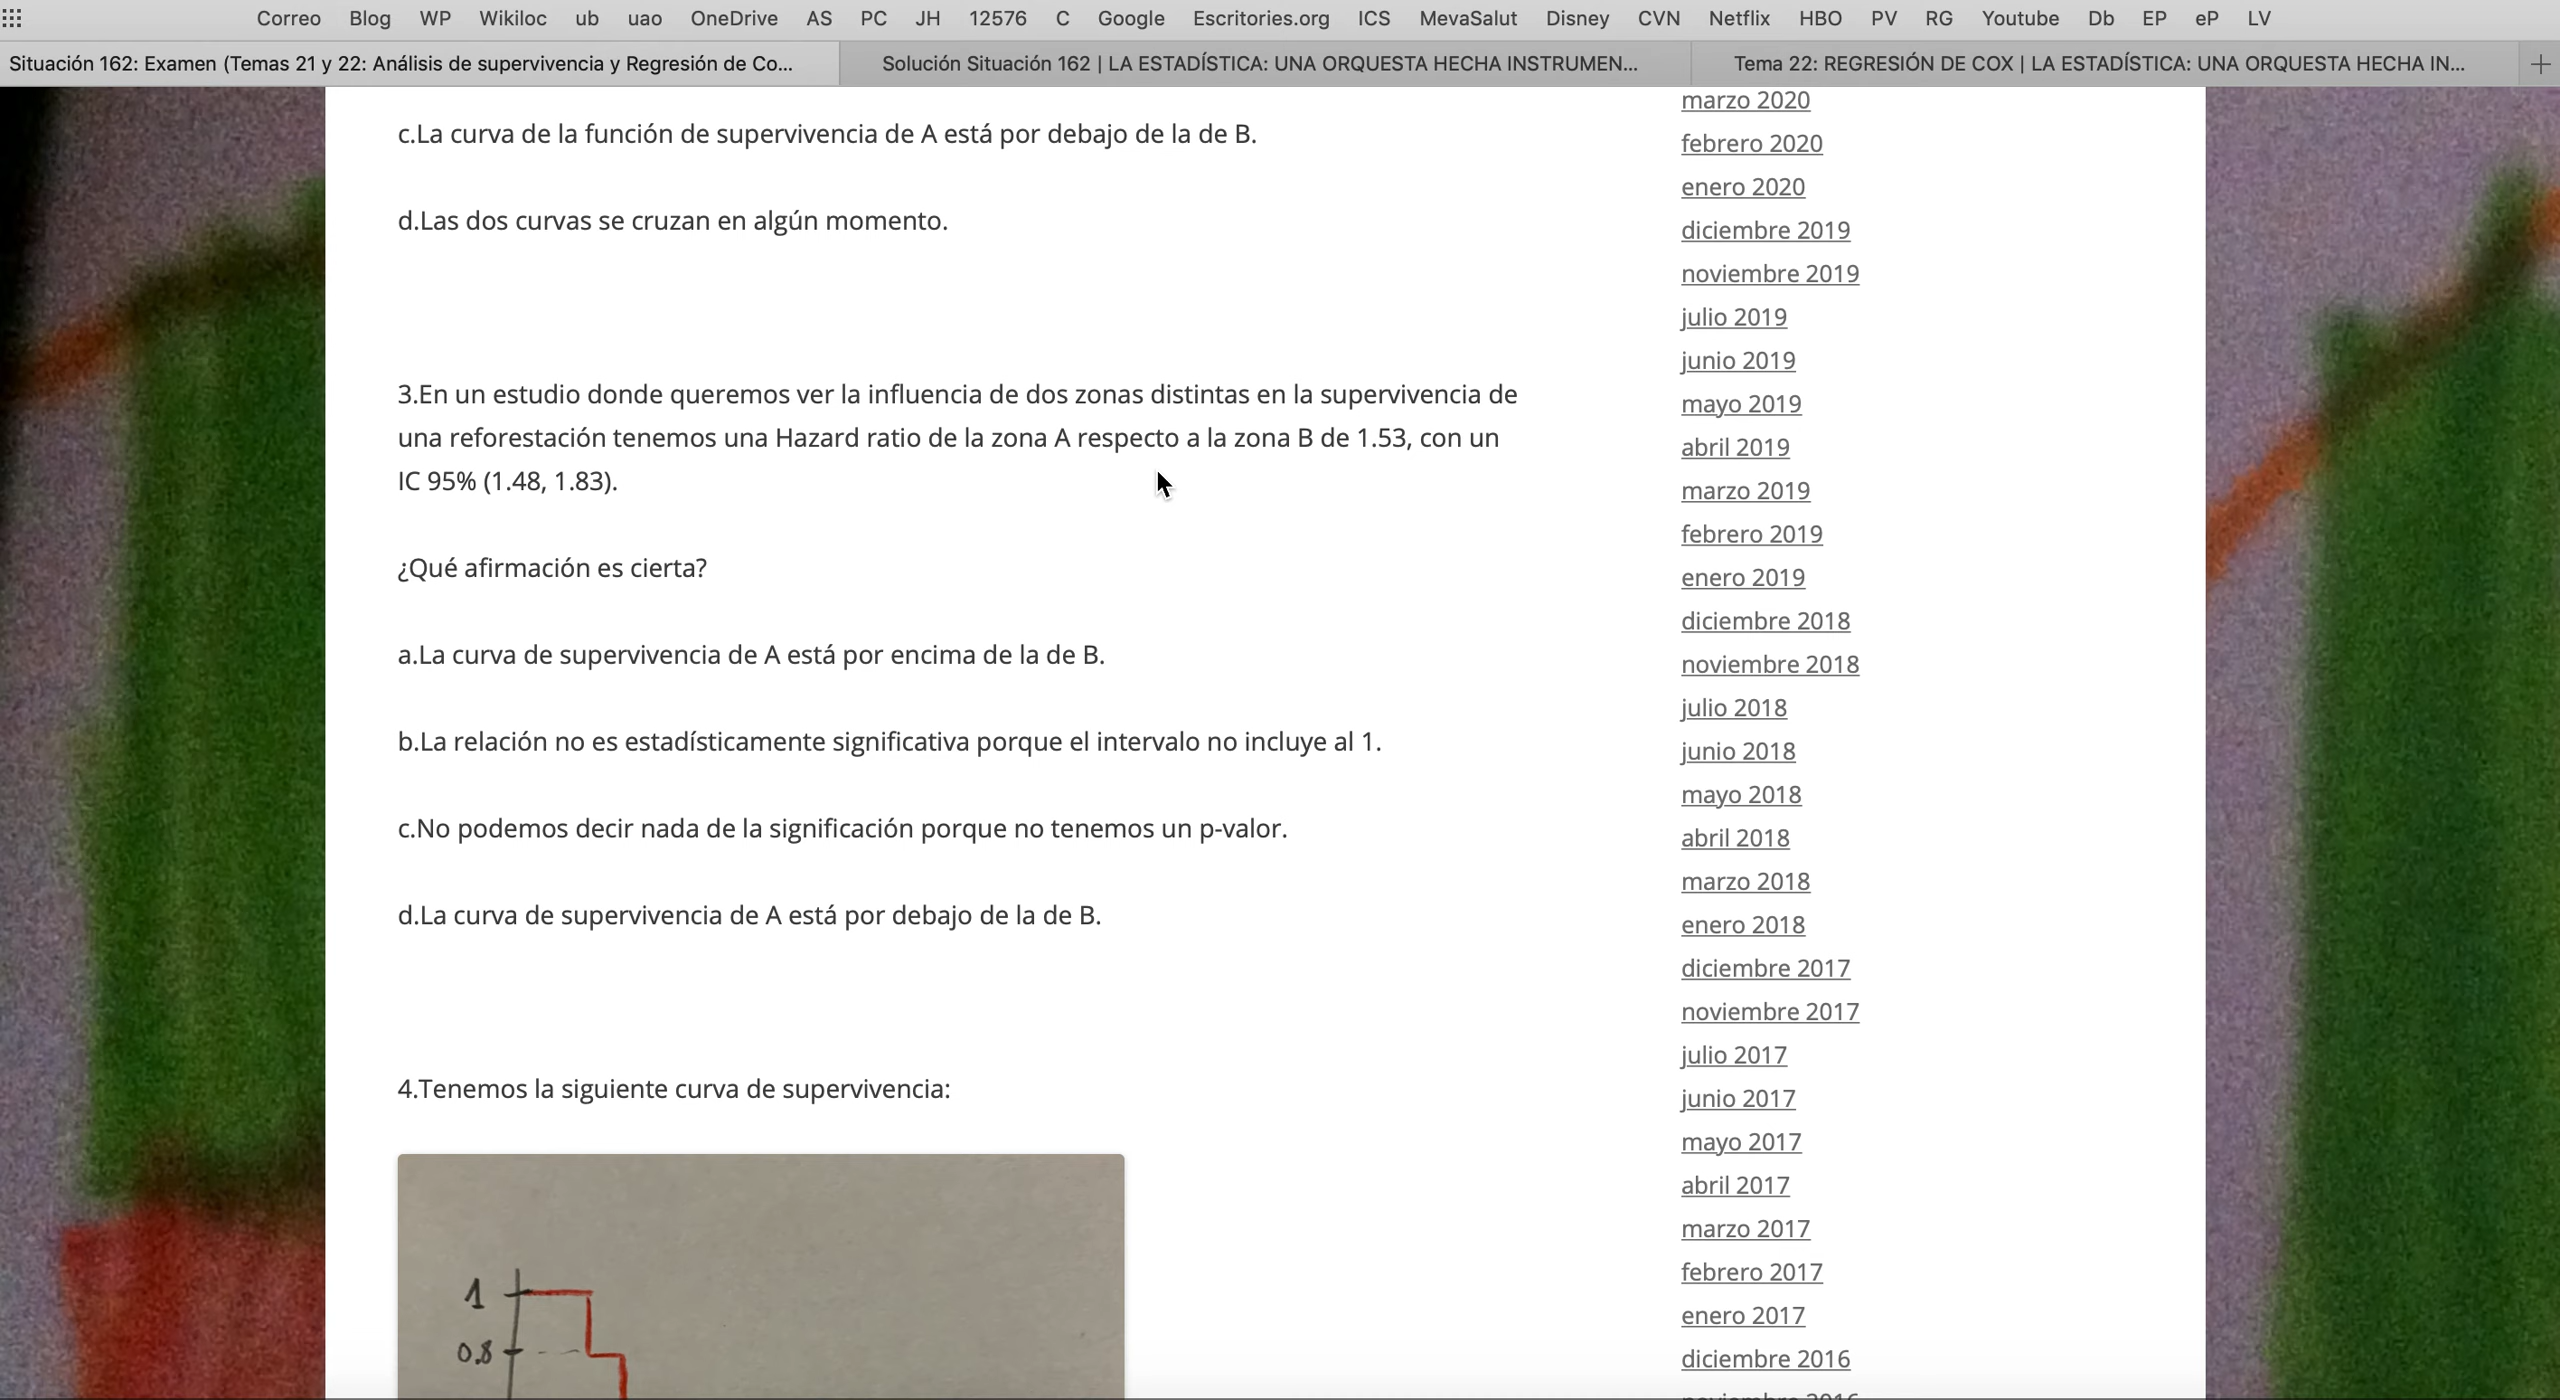 Correo Blog WP Wikiloc ub uao OneDrive AS PC JH 12576 C Google Escritories.org ICS MevaSalut Disney CVN Netflix HBO PV RG Youtube Db EP eP LV
Situación 162: Examen (Temas 21 y 22: Análisis de supervivencia y Regresión de Co...
Solución Situación 162 | LA ESTADÍSTICA: UNA ORQUESTA HECHA INSTRUMEN...
Tema 22: REGRESIÓN DE COX | LA ESTADÍSTICA: UNA ORQUESTA HECHA IN...
c.La curva de la función de supervivencia de A está por debajo de la de B.
d.Las dos curvas se cruzan en algún momento.
3.En un estudio donde queremos ver la influencia de dos zonas distintas en la supervivencia de
una reforestación tenemos una Hazard ratio de la zona A respecto a la zona B de 1.53, con un
IC 95% (1.48, 1.83).
¿Qué afirmación es cierta?
a.La curva de supervivencia de A está por encima de la de B.
b.La relación no es estadísticamente significativa porque el intervalo no incluye al 1.
c.No podemos decir nada de la significación porque no tenemos un p-valor.
d.La curva de supervivencia de A está por debajo de la de B.
4.Tenemos la siguiente curva de supervivencia:
1
0.8
marzo 2020
febrero 2020
enero 2020
diciembre 2019
noviembre 2019
julio 2019
junio 2019
mayo 2019
abril 2019
marzo 2019
febrero 2019
enero 2019
diciembre 2018
noviembre 2018
julio 2018
junio 2018
mayo 2018
abril 2018
marzo 2018
enero 2018
diciembre 2017
noviembre 2017
julio 2017
junio 2017
mayo 2017
abril 2017
marzo 2017
febrero 2017
enero 2017
diciembre 2016
noviembre 2016